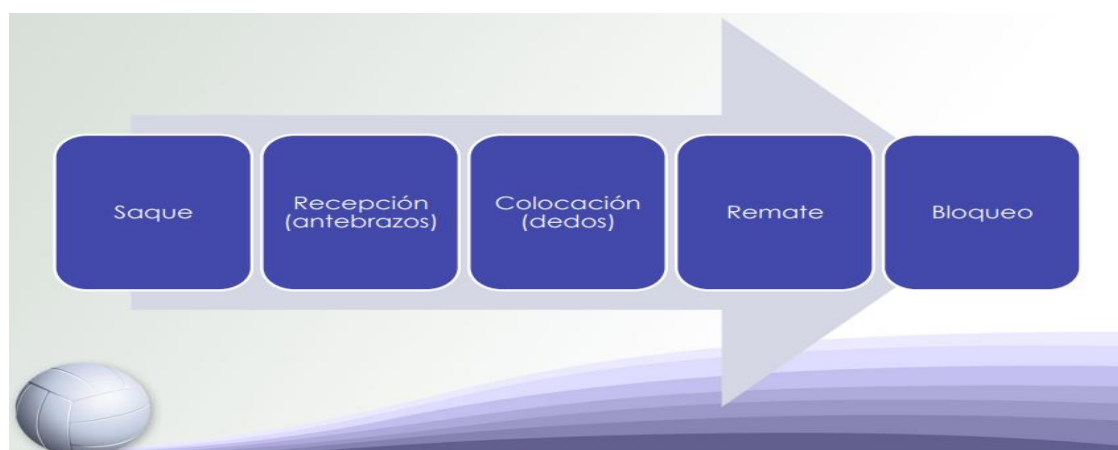 Saque
Recepción
(antebrazos)
Colocación
(dedos)
Remate
Bloqueo